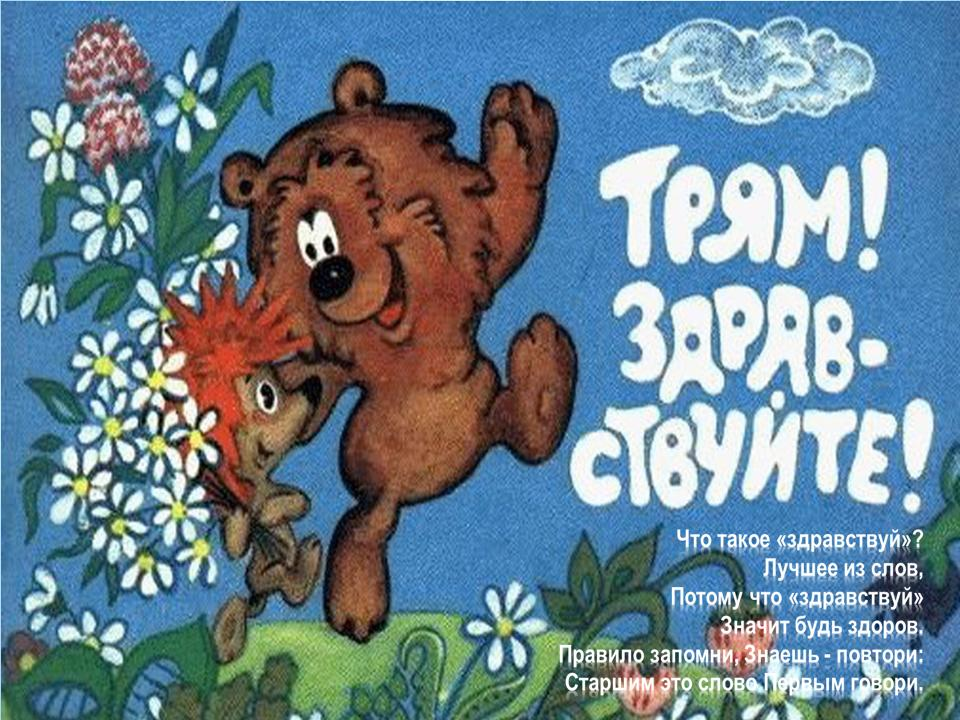 ТРЯМ!
ЗДРАВ-
СТВУЙТЕ!
Что такое «здравствуй»?
Лучшее из слов,
Потому что «здравствуй»
Значит будь здоров.
Правило запомни, Знаешь - повтори:
Старшим это слово Первым говори.